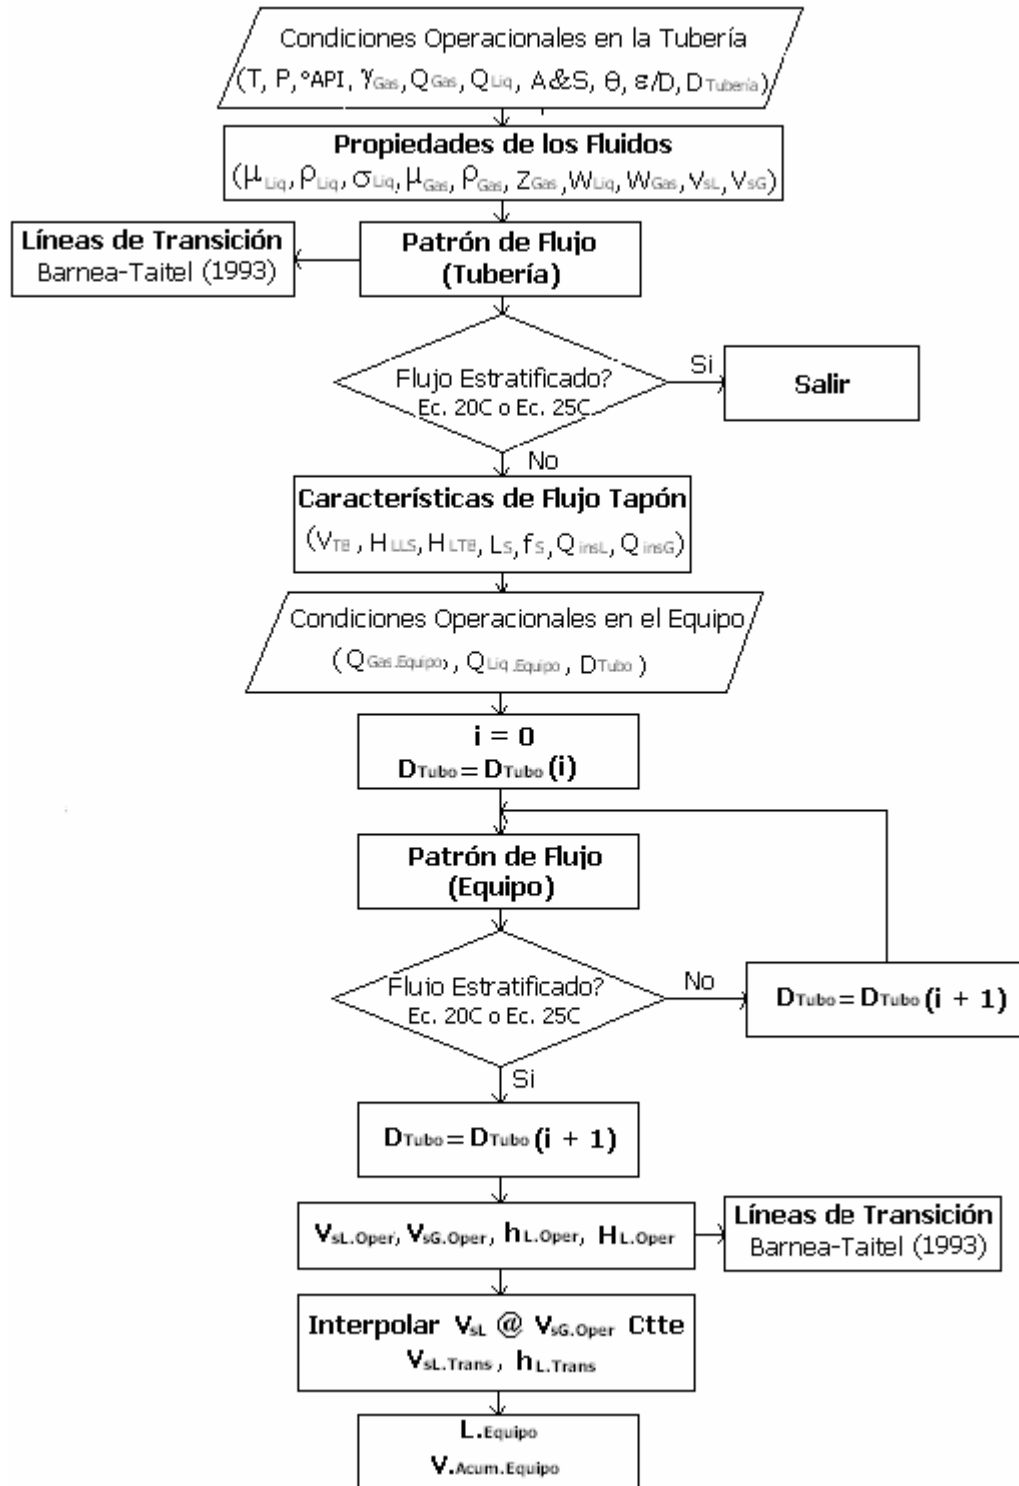 Condiciones Operacionales en la Tubería
(T, P, °API, γGas, QGas, QLiq, A&S, θ, ε/D, DTubería)
Propiedades de los Fluidos
(μLiq, ρLiq, σLiq, μGas, ρGas, ZGas, WLiq, WGas, VsL, VsG)
Líneas de Transición
Barnea-Taitel (1993)
Patrón de Flujo
(Tubería)
Flujo Estratificado?
Ec. 20C o Ec. 25C
Si
Salir
No
Características de Flujo Tapón
(VTB, HLLS, HLTB, LS, fS, QinsL, QinsG)
Condiciones Operacionales en el Equipo
(QGas.Equipo, QLiq.Equipo, DTubo)
i = 0
DTubo = DTubo (i)
Patrón de Flujo
(Equipo)
Flujo Estratificado?
Ec. 20C o Ec. 25C
No
DTubo = DTubo (i + 1)
Si
DTubo = DTubo (i + 1)
VsL.Oper, VsG.Oper, hL.Oper, HL.Oper
Líneas de Transición
Barnea-Taitel (1993)
Interpolar VsL @ VsG.Oper Ctte
VsL.Trans, hL.Trans
L.Equipo
V.Acum.Equipo